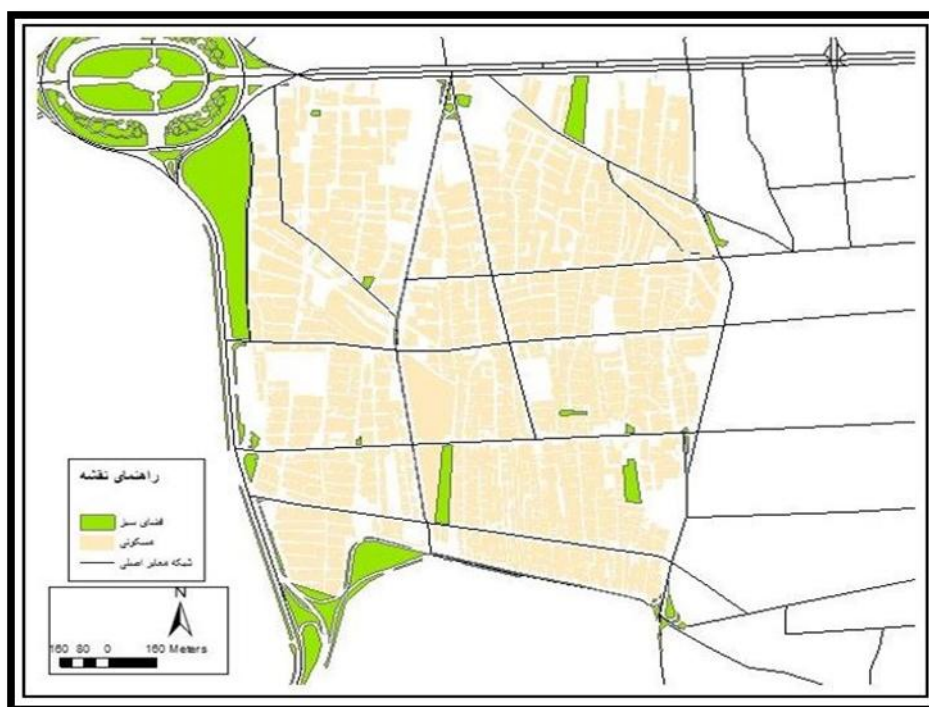 راهنمای نقشه
فضای سبز
مسکونی
شبکه معابر اصلی
N
160 80 0 160 Meters